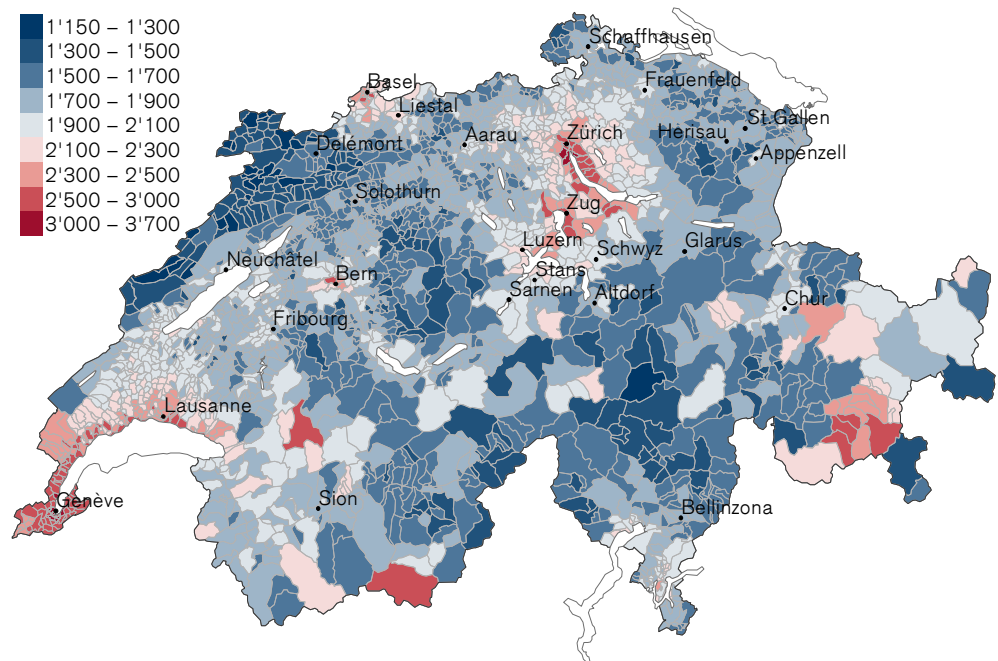 1'150 – 1'300
1'300 – 1'500
1'500 – 1'700
1'700 – 1'900
1'900 – 2'100
2'100 – 2'300
2'300 – 2'500
2'500 – 3'000
3'000 – 3'700
Schaffhausen
Basel
Frauenfeld
Liestal
St.Gallen
Delémont
Aarau
Zürich
Herisau
Appenzell
Solothurn
Zug
Neuchâtel
Luzern
Schwyz
Glarus
Bern
Stans
Sarnen
Altdorf
Chur
Fribourg
Lausanne
Genève
Sion
Bellinzona